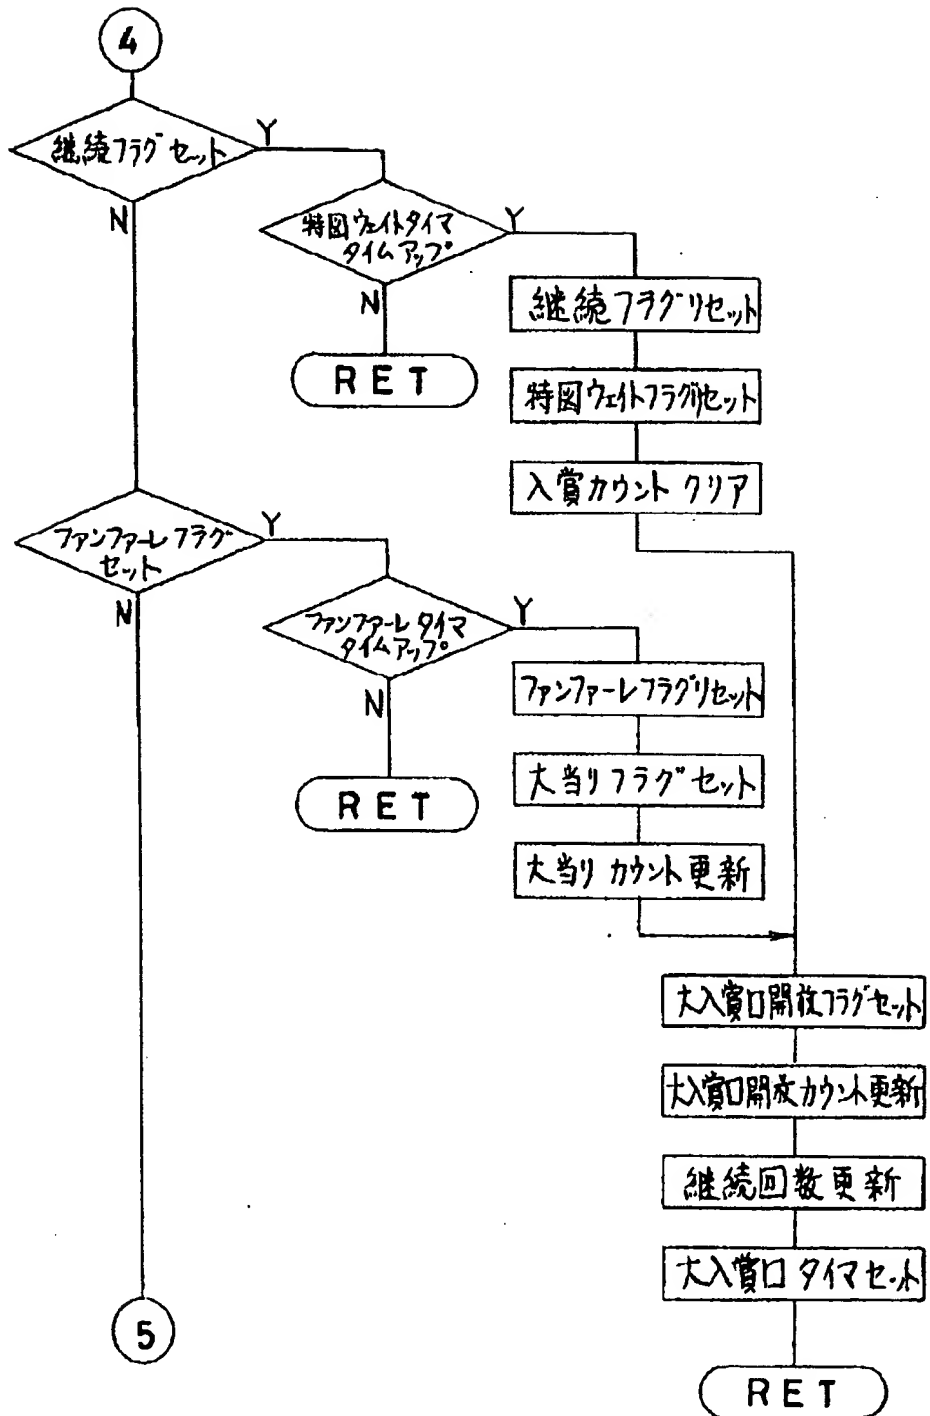 4
継続フラグ セット
Y
N
特図ウェイトタイマ
タイムアップ
Y
N
RET
継続フラグリセット
特図ウェイトフラグリセット
入賞カウント クリア
ファンファーレフラグ
セット
Y
N
ファンファーレ タイマ
タイムアップ
Y
N
RET
ファンファーレフラグリセット
大当りフラグ セット
大当り カウント更新
大入賞口開放フラグセット
大入賞口開放カウント更新
継続回数更新
大入賞口 タイマセット
5
RET